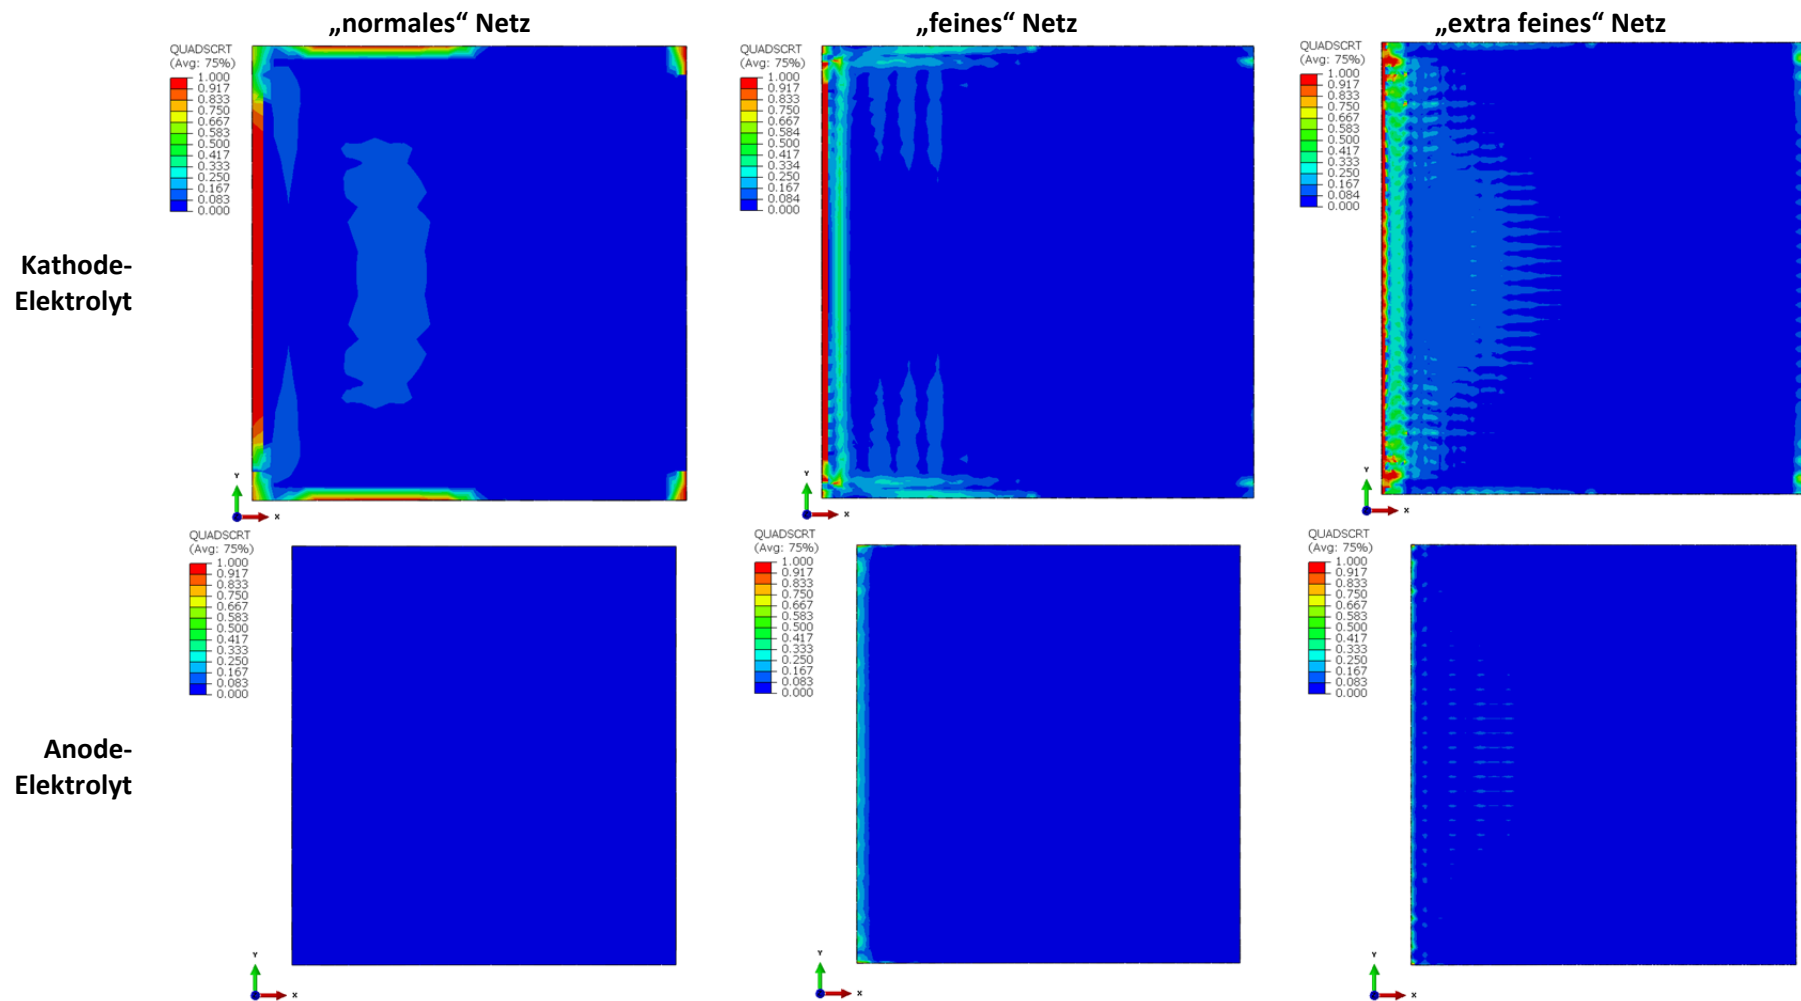 „normales“ Netz
„feines“ Netz
„extra feines“ Netz
Kathode-
Elektrolyt
QUADSCRT
(Avg: 75%)
1.000
0.917
0.833
0.750
0.667
0.583
0.500
0.417
0.333
0.250
0.167
0.083
0.000
Y
X
QUADSCRT
(Avg: 75%)
1.000
0.917
0.833
0.750
0.667
0.584
0.500
0.417
0.334
0.250
0.167
0.084
0.000
Y
X
QUADSCRT
(Avg: 75%)
1.000
0.917
0.833
0.750
0.667
0.583
0.500
0.417
0.333
0.250
0.167
0.084
0.000
Y
X
Anode-
Elektrolyt
QUADSCRT
(Avg: 75%)
1.000
0.917
0.833
0.750
0.667
0.583
0.500
0.417
0.333
0.250
0.167
0.083
0.000
Y
X
QUADSCRT
(Avg: 75%)
1.000
0.917
0.833
0.750
0.667
0.583
0.500
0.417
0.333
0.250
0.167
0.083
0.000
Y
X
QUADSCRT
(Avg: 75%)
1.000
0.917
0.833
0.750
0.667
0.583
0.500
0.417
0.333
0.250
0.167
0.083
0.000
Y
X